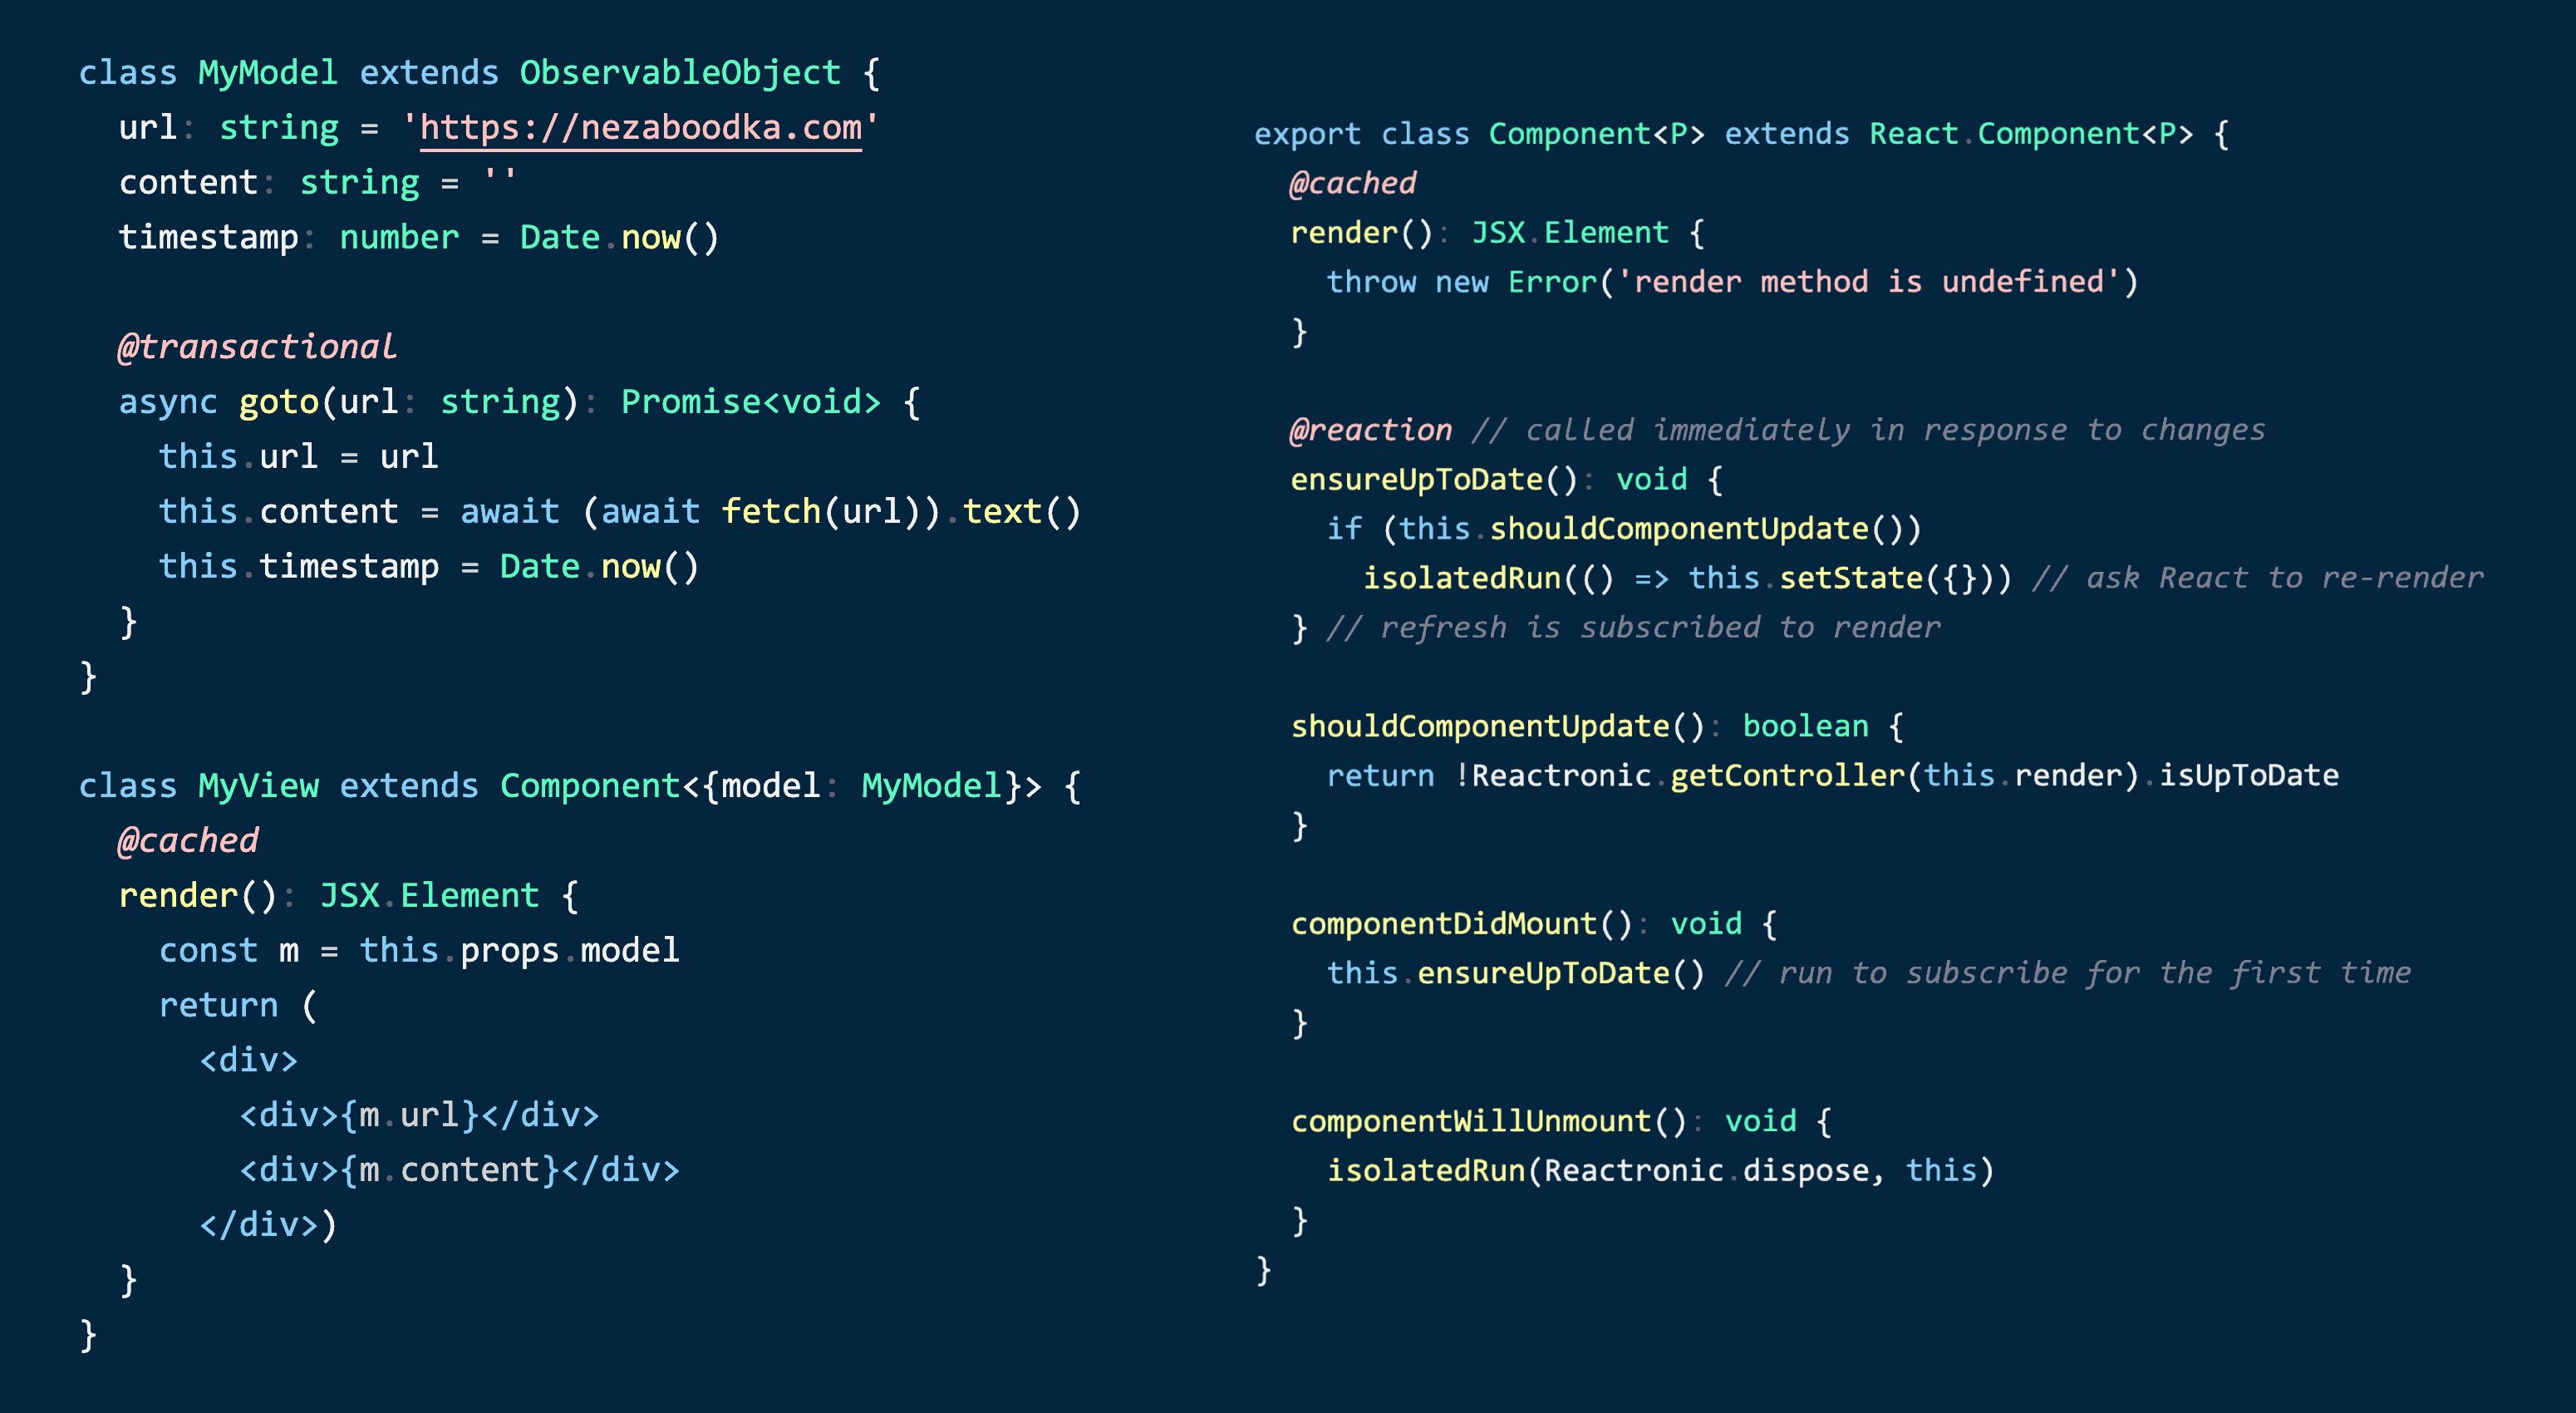 class MyModel extends ObservableObject {
  url: string = 'https://nezaboodka.com'
  content: string = ''
  timestamp: number = Date.now()

  @transactional
  async goto(url: string): Promise<void> {
    this.url = url
    this.content = await (await fetch(url)).text()
    this.timestamp = Date.now()
  }
}

class MyView extends Component<{model: MyModel}> {
  @cached
  render(): JSX.Element {
    const m = this.props.model
    return (
      <div>
        <div>{m.url}</div>
        <div>{m.content}</div>
      </div>)
  }
}

export class Component<P> extends React.Component<P> {
  @cached
  render(): JSX.Element {
    throw new Error('render method is undefined')
  }

  @reaction // called immediately in response to changes
  ensureUpToDate(): void {
    if (this.shouldComponentUpdate())
      isolatedRun(() => this.setState({})) // ask React to re-render
  } // refresh is subscribed to render

  shouldComponentUpdate(): boolean {
    return !Reactronic.getController(this.render).isUpToDate
  }

  componentDidMount(): void {
    this.ensureUpToDate() // run to subscribe for the first time
  }

  componentWillUnmount(): void {
    isolatedRun(Reactronic.dispose, this)
  }
}